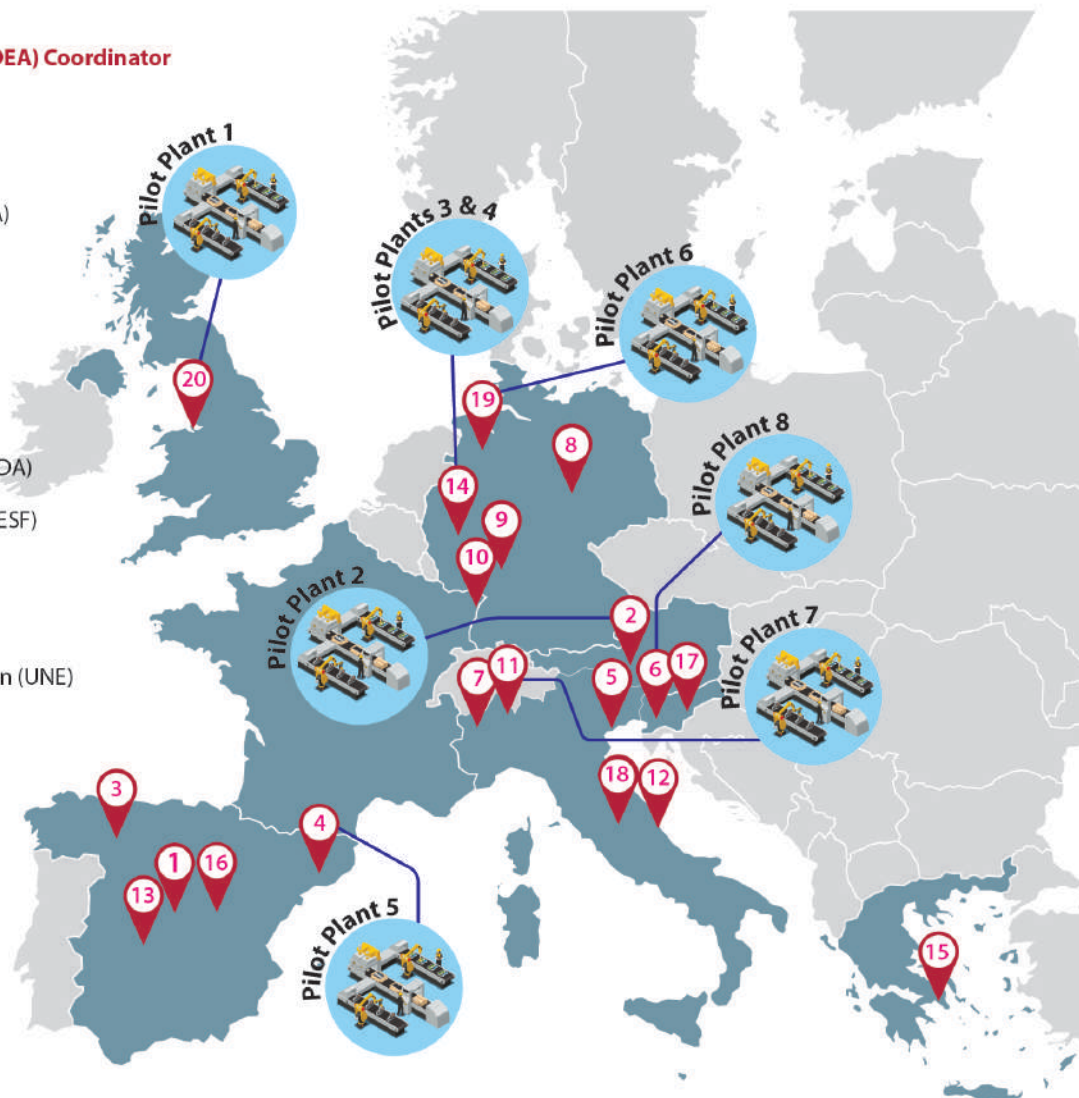 DEA) Coordinator
Pilot Plant 1
A)
Pilot Plants 3 & 4
Pilot Plant 6
20
19
8
Pilot Plant 8
DA)
14
ESF)
9
10
Pilot Plant 2
2
Pilot Plant 7
n (UNE)
7
11
5
6
17
3
18
12
4
1
16
13
Pilot Plant 5
15